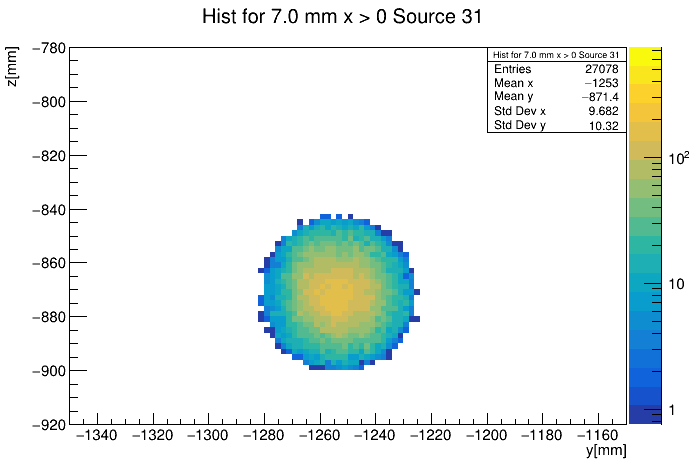 Hist for 7.0 mm x > 0 Source 31
z[mm]
Hist for 7.0 mm x > 0 Source 31
Entries 27078
Mean x −1253
Mean y −871.4
Std Dev x 9.682
Std Dev y 10.32
−780
−800
−820
−840
−860
−880
−900
−920
10²
10
1
−1340 −1320 −1300 −1280 −1260 −1240 −1220 −1200 −1180 −1160
y[mm]